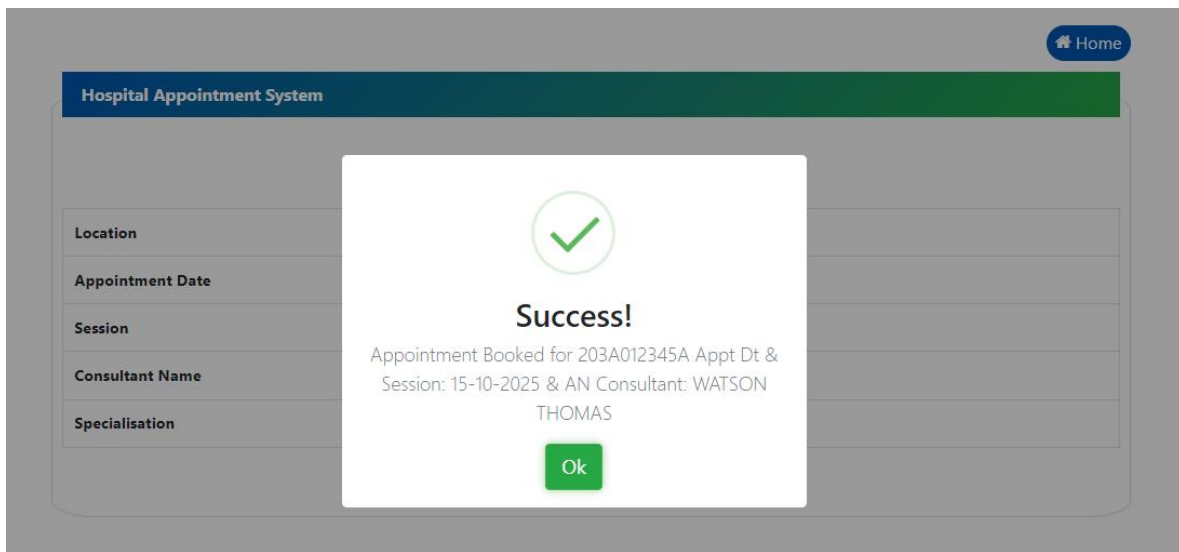 Home
Hospital Appointment System
Location
Appointment Date
Session
Consultant Name
Specialisation
Success!
Appointment Booked for 203A012345A Appt Dt &
Session: 15-10-2025 & AN Consultant: WATSON
THOMAS
Ok